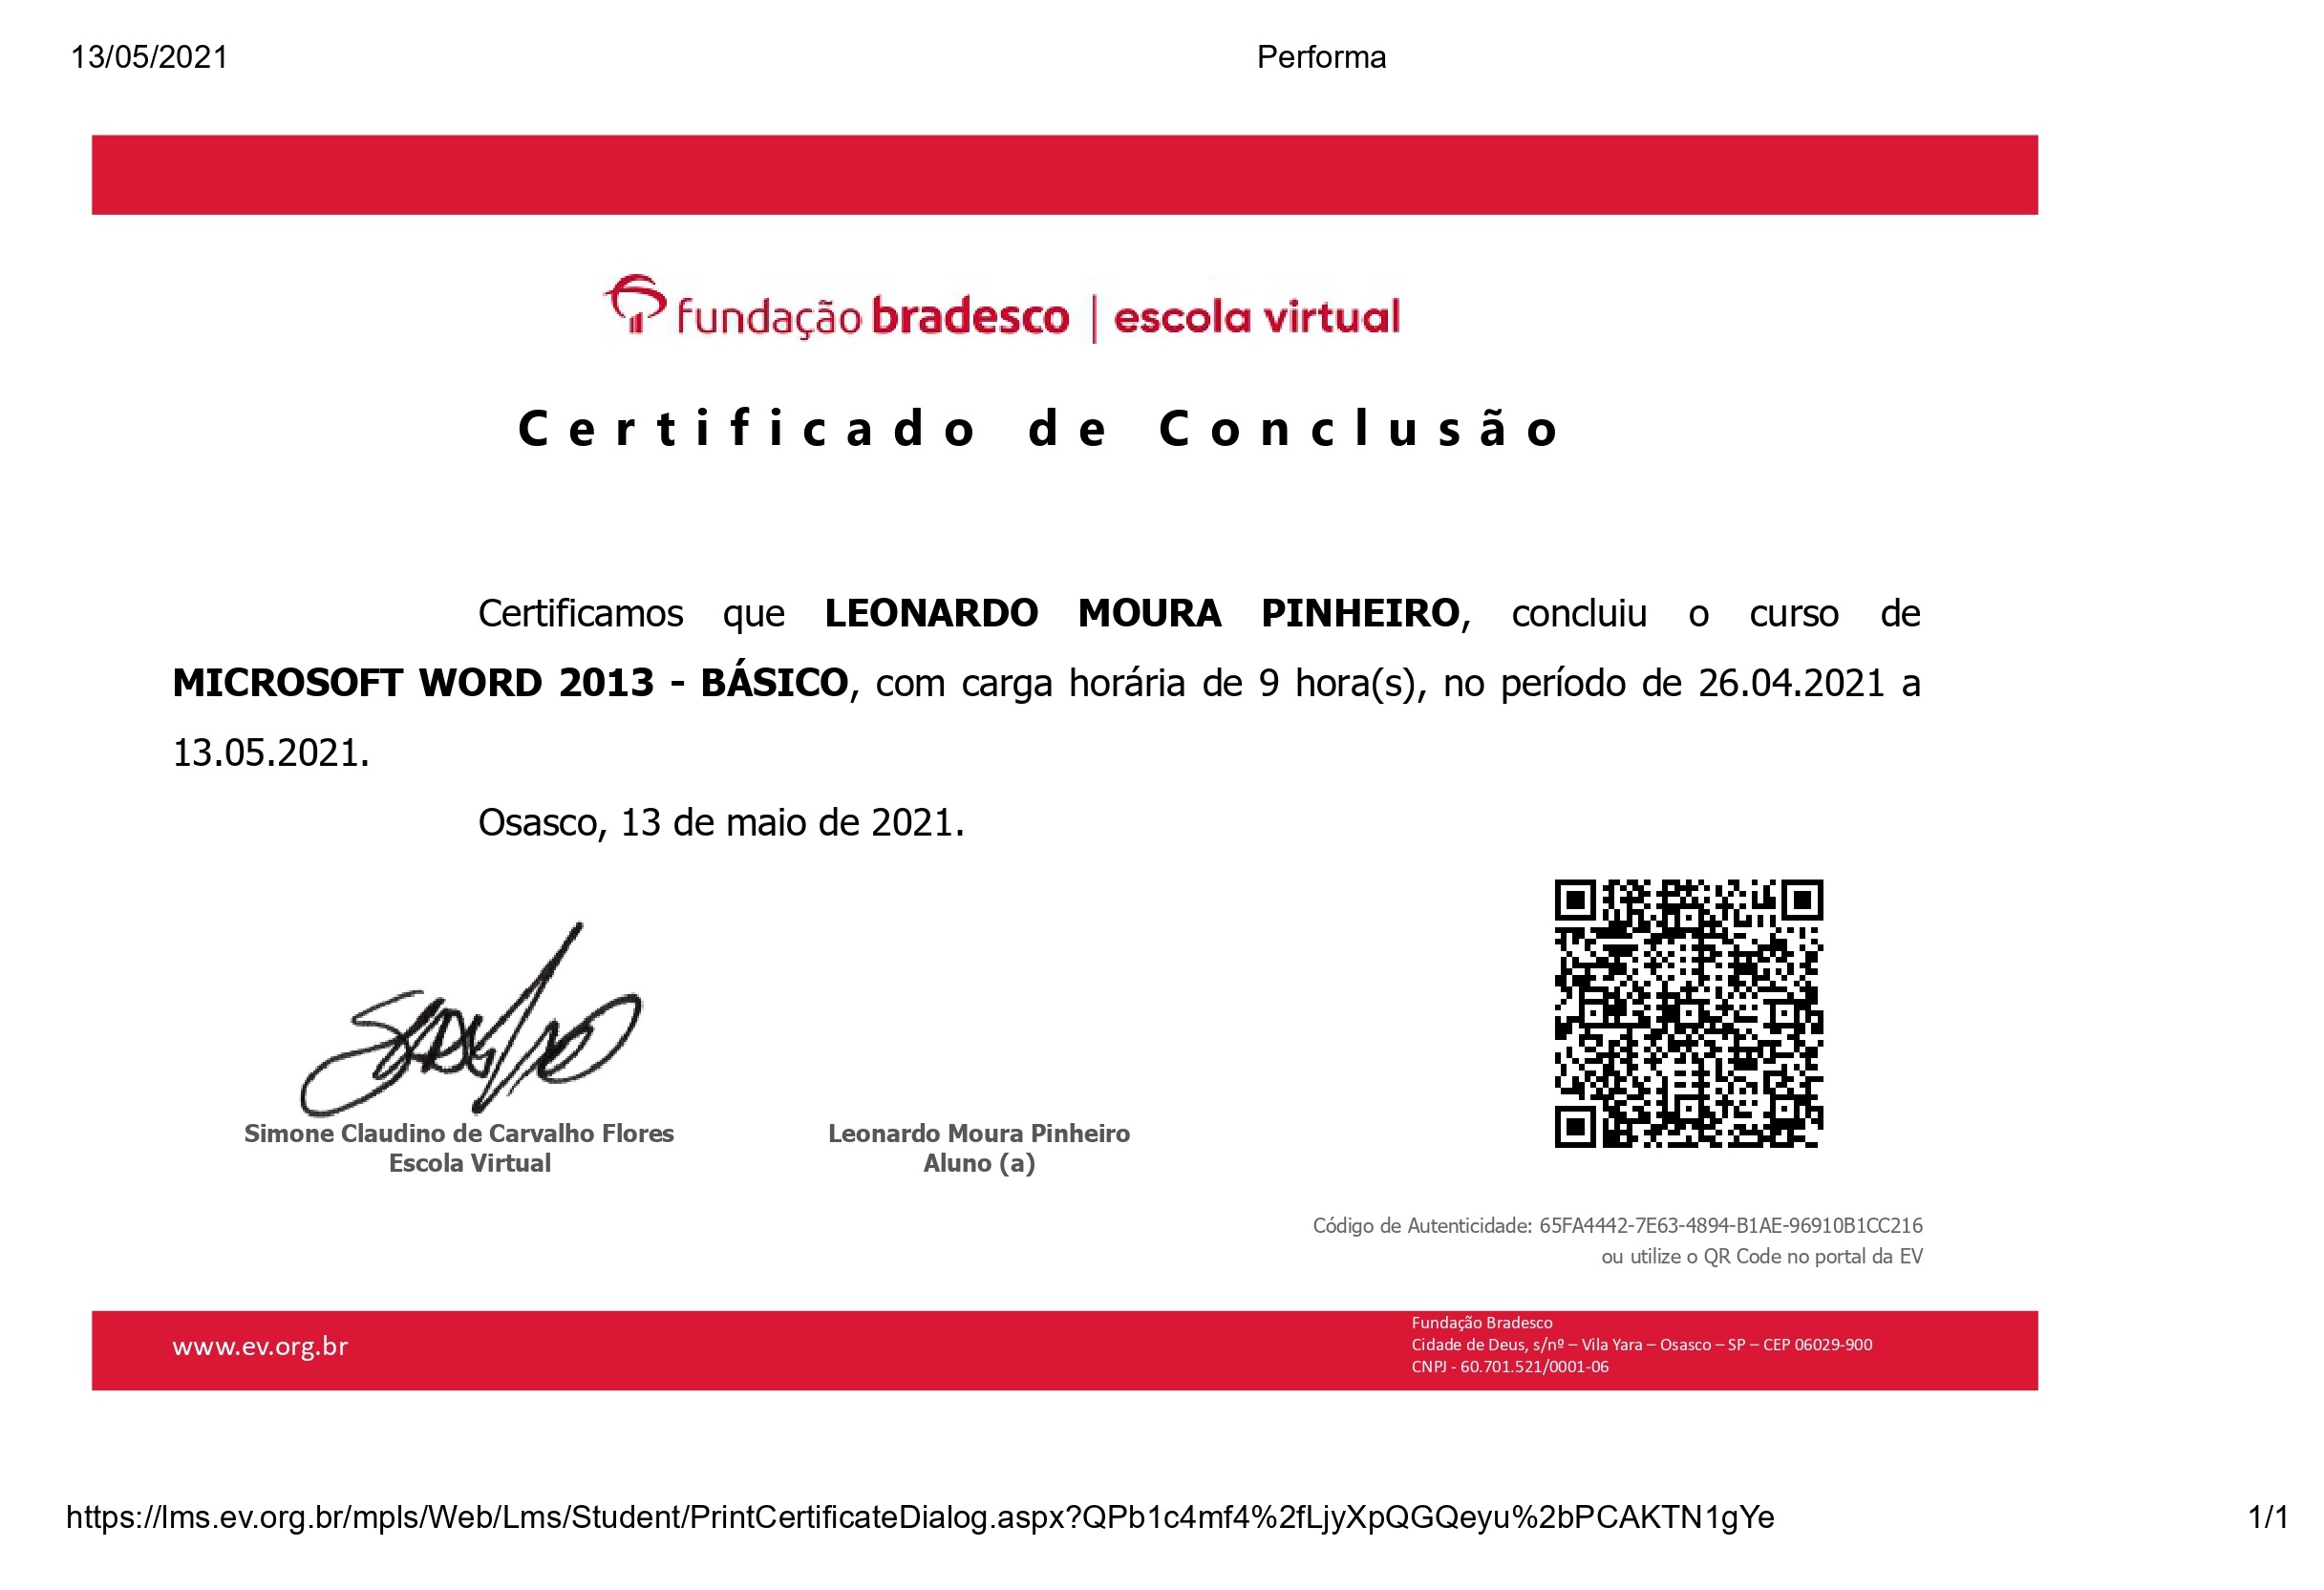 13/05/2021 Performa
fundação bradesco | escola virtual
Certificado de Conclusão
Certificamos que LEONARDO MOURA PINHEIRO, concluiu o curso de
MICROSOFT WORD 2013 - BÁSICO, com carga horária de 9 hora(s), no período de 26.04.2021 a
13.05.2021.
Osasco, 13 de maio de 2021.
Simone Claudino de Carvalho Flores
Escola Virtual
Leonardo Moura Pinheiro
Aluno (a)
Código de Autenticidade: 65FA4442-7E63-4894-B1AE-96910B1CC216
ou utilize o QR Code no portal da EV
www.ev.org.br
Fundação Bradesco
Cidade de Deus, s/nº – Vila Yara – Osasco – SP – CEP 06029-900
CNPJ - 60.701.521/0001-06
https://lms.ev.org.br/mpls/Web/Lms/Student/PrintCertificateDialog.aspx?QPb1c4mf4%2fLjyXpQGQeyu%2bPCAKTN1gYe 1/1